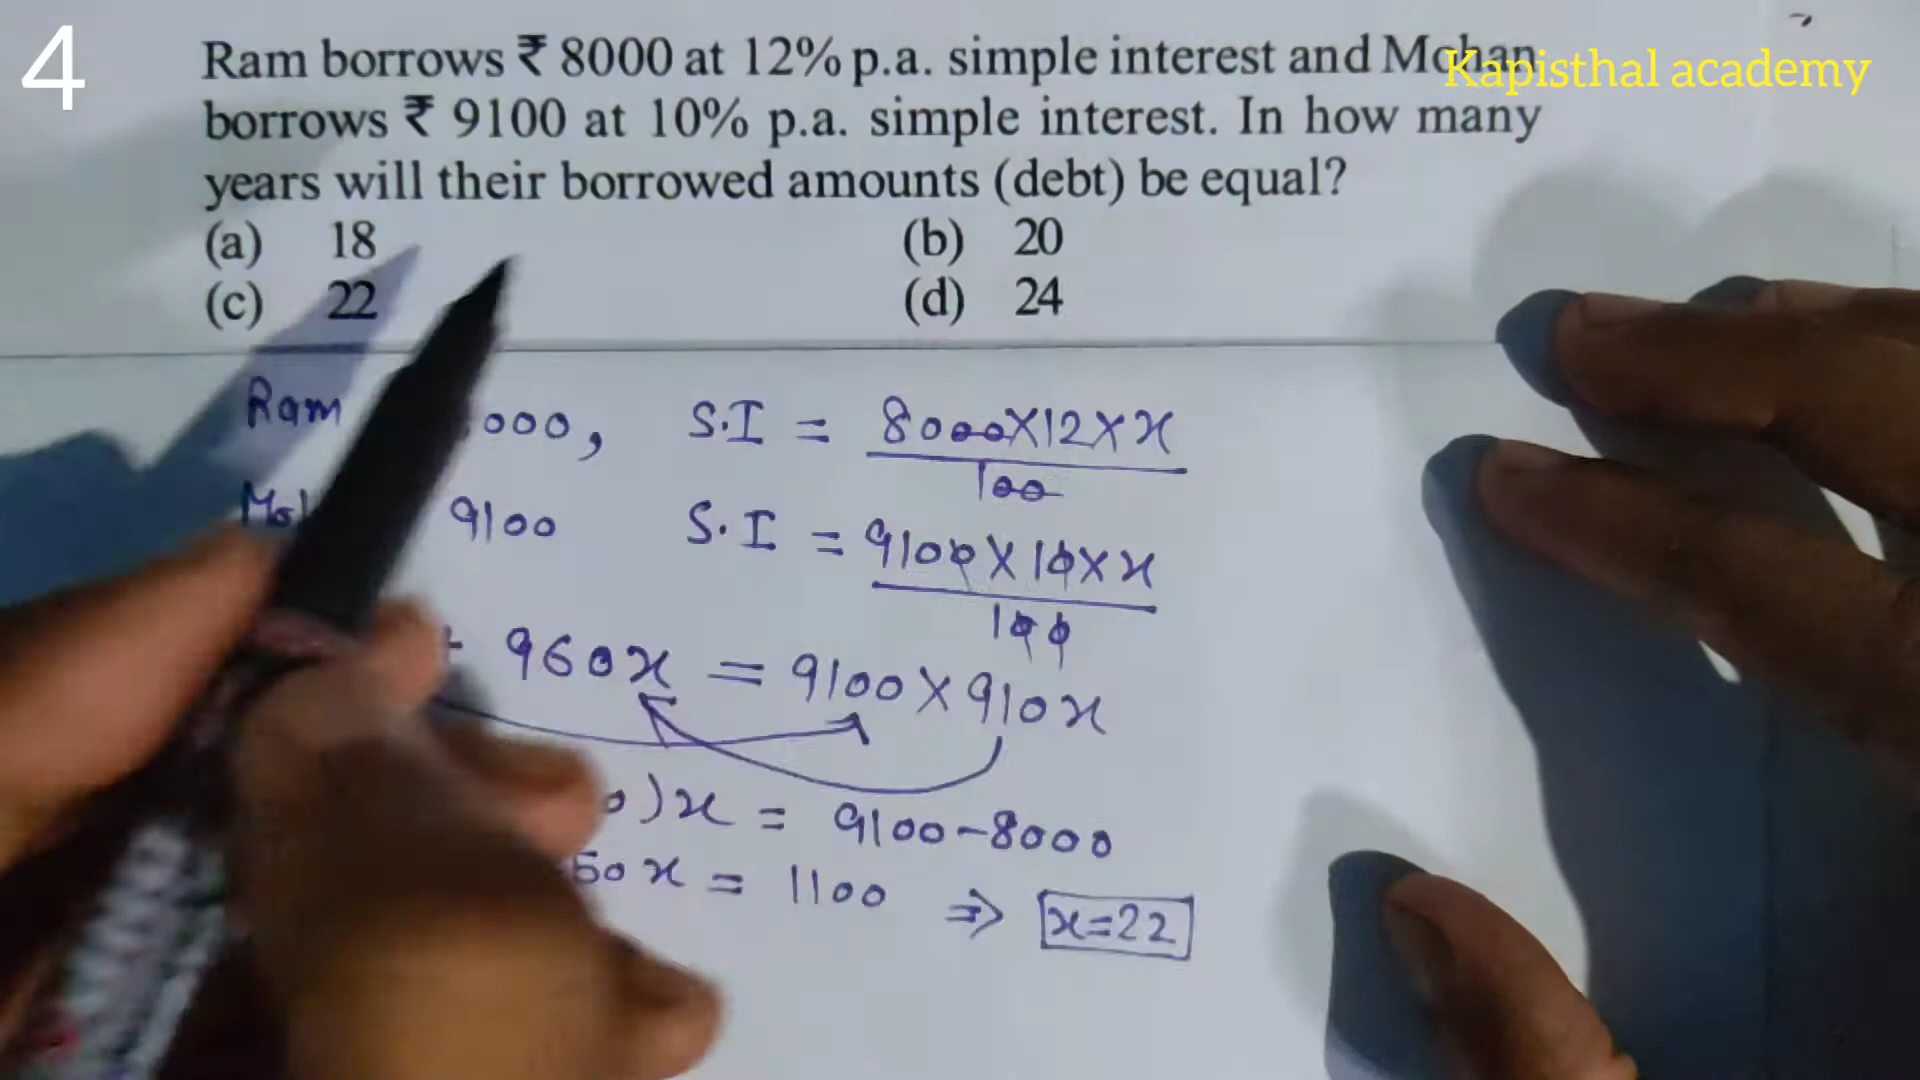 4
Ram borrows ₹ 8000 at 12% p.a. simple interest and Mohan
Kapisthal academy
borrows ₹ 9100 at 10% p.a. simple interest. In how many
years will their borrowed amounts (debt) be equal?
(a) 18 (b) 20
(c) 22 (d) 24
Ram 000, S.I = 8000×12×x
100
9100 S.I = 9100×10×x
100
+ 960x = 9100×910x
0)x = 9100-8000
50x = 1100 ⇒ x=22